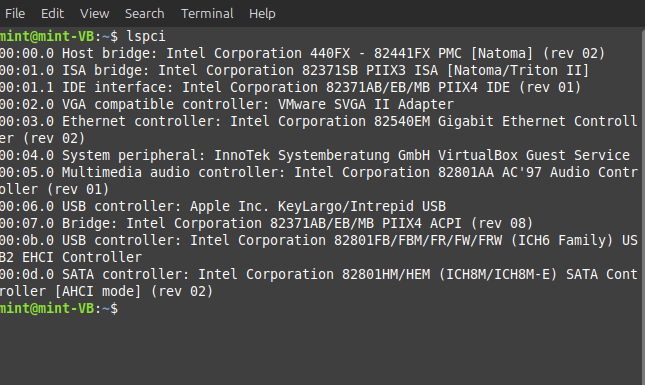 File Edit View Search Terminal Help
mint@mint-VB:~$ lspci
00:00.0 Host bridge: Intel Corporation 440FX - 82441FX PMC [Natoma] (rev 02)
00:01.0 ISA bridge: Intel Corporation 82371SB PIIX3 ISA [Natoma/Triton II]
00:01.1 IDE interface: Intel Corporation 82371AB/EB/MB PIIX4 IDE (rev 01)
00:02.0 VGA compatible controller: VMware SVGA II Adapter
00:03.0 Ethernet controller: Intel Corporation 82540EM Gigabit Ethernet Controll
er (rev 02)
00:04.0 System peripheral: InnoTek Systemberatung GmbH VirtualBox Guest Service
00:05.0 Multimedia audio controller: Intel Corporation 82801AA AC'97 Audio Contr
oller (rev 01)
00:06.0 USB controller: Apple Inc. KeyLargo/Intrepid USB
00:07.0 Bridge: Intel Corporation 82371AB/EB/MB PIIX4 ACPI (rev 08)
00:0b.0 USB controller: Intel Corporation 82801FB/FBM/FR/FW/FRW (ICH6 Family) US
B2 EHCI Controller
00:0d.0 SATA controller: Intel Corporation 82801HM/HEM (ICH8M/ICH8M-E) SATA Cont
roller [AHCI mode] (rev 02)
mint@mint-VB:~$